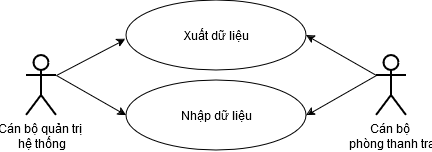 Xuất dữ liệu
Nhập dữ liệu
Cán bộ quản trị
hệ thống
Cán bộ
phòng thanh tra